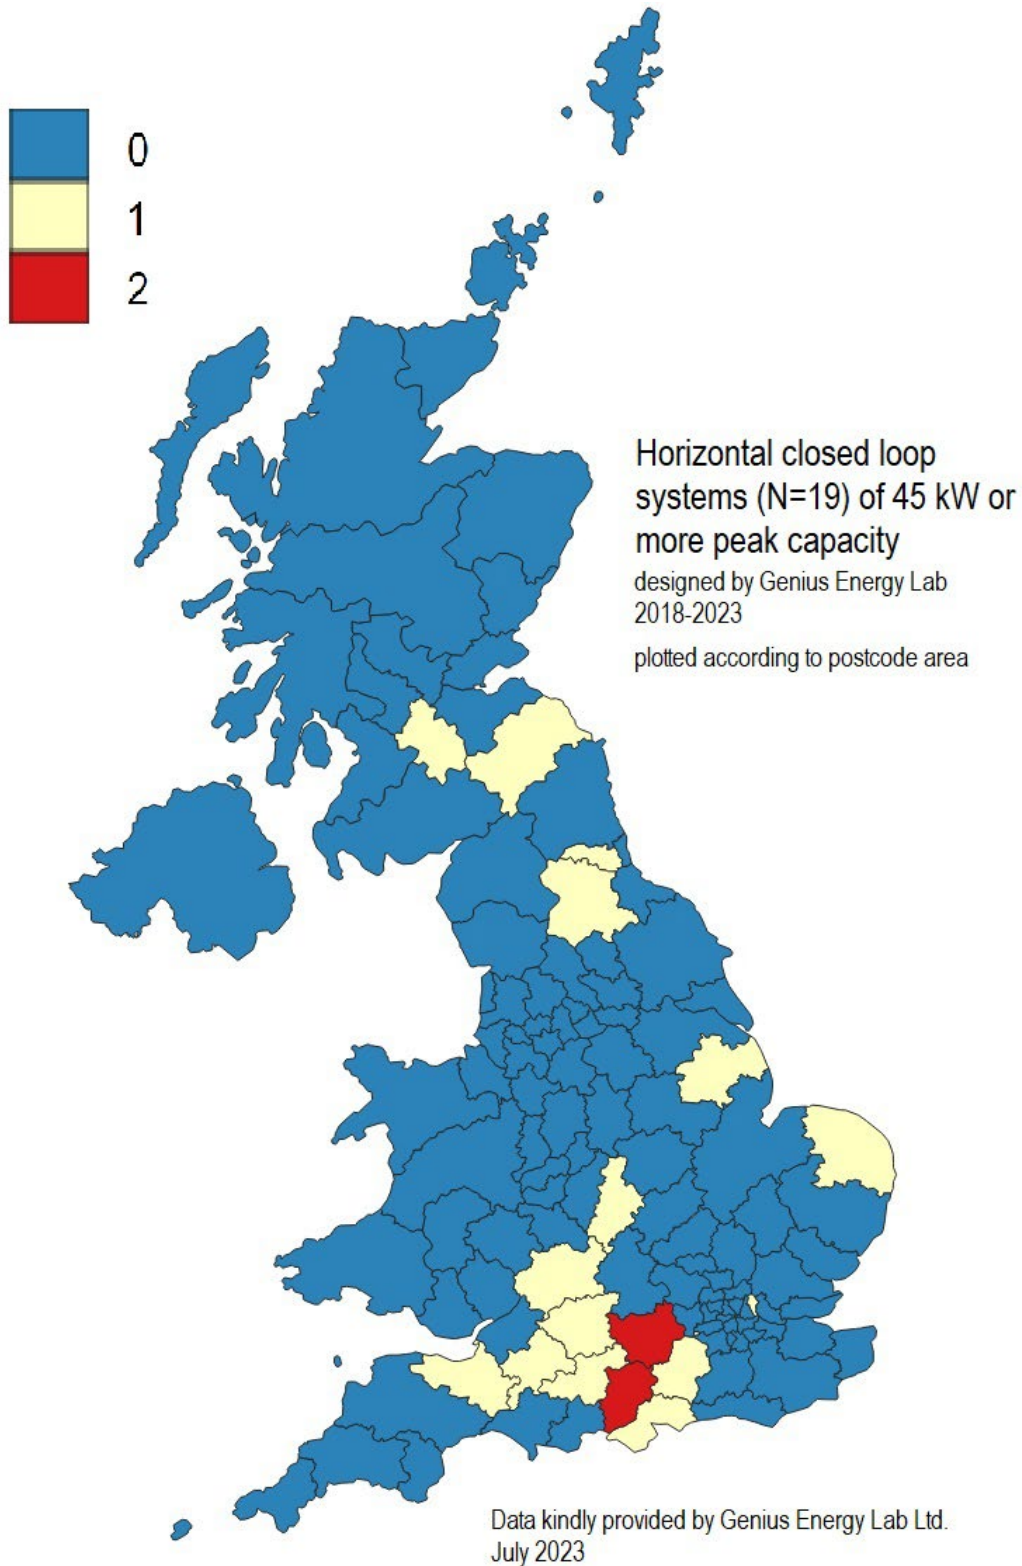 0
1
2
Horizontal closed loop
systems (N=19) of 45 kW or
more peak capacity
designed by Genius Energy Lab
2018-2023
plotted according to postcode area
Data kindly provided by Genius Energy Lab Ltd.
July 2023